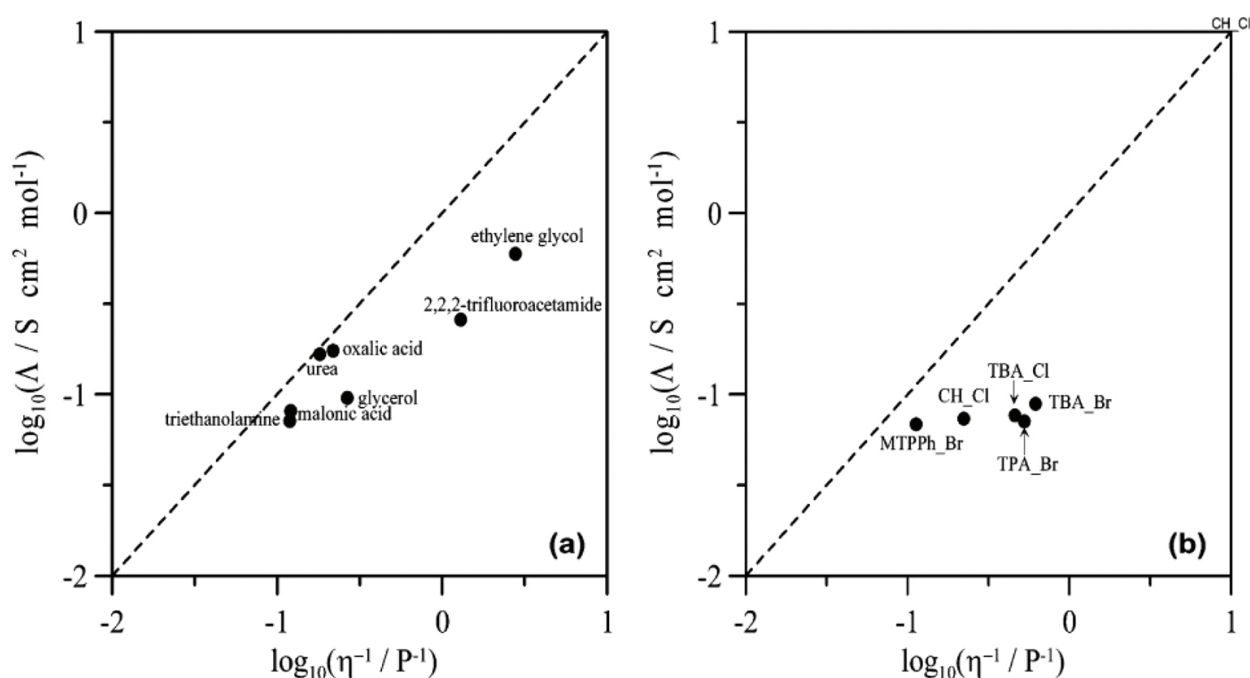 CH_Cl
1
0
-1
-2
log₁₀(Λ / S cm² mol⁻¹)
ethylene glycol
2,2,2-trifluoroacetamide
oxalic acid
urea
glycerol
malonic acid
triethanolamine
(a)
-2
-1
0
1
log₁₀(η⁻¹ / P⁻¹)
1
0
-1
-2
log₁₀(Λ / S cm² mol⁻¹)
TBA_Cl
CH_Cl
TBA_Br
MTPPh_Br
TPA_Br
(b)
-2
-1
0
1
log₁₀(η⁻¹ / P⁻¹)